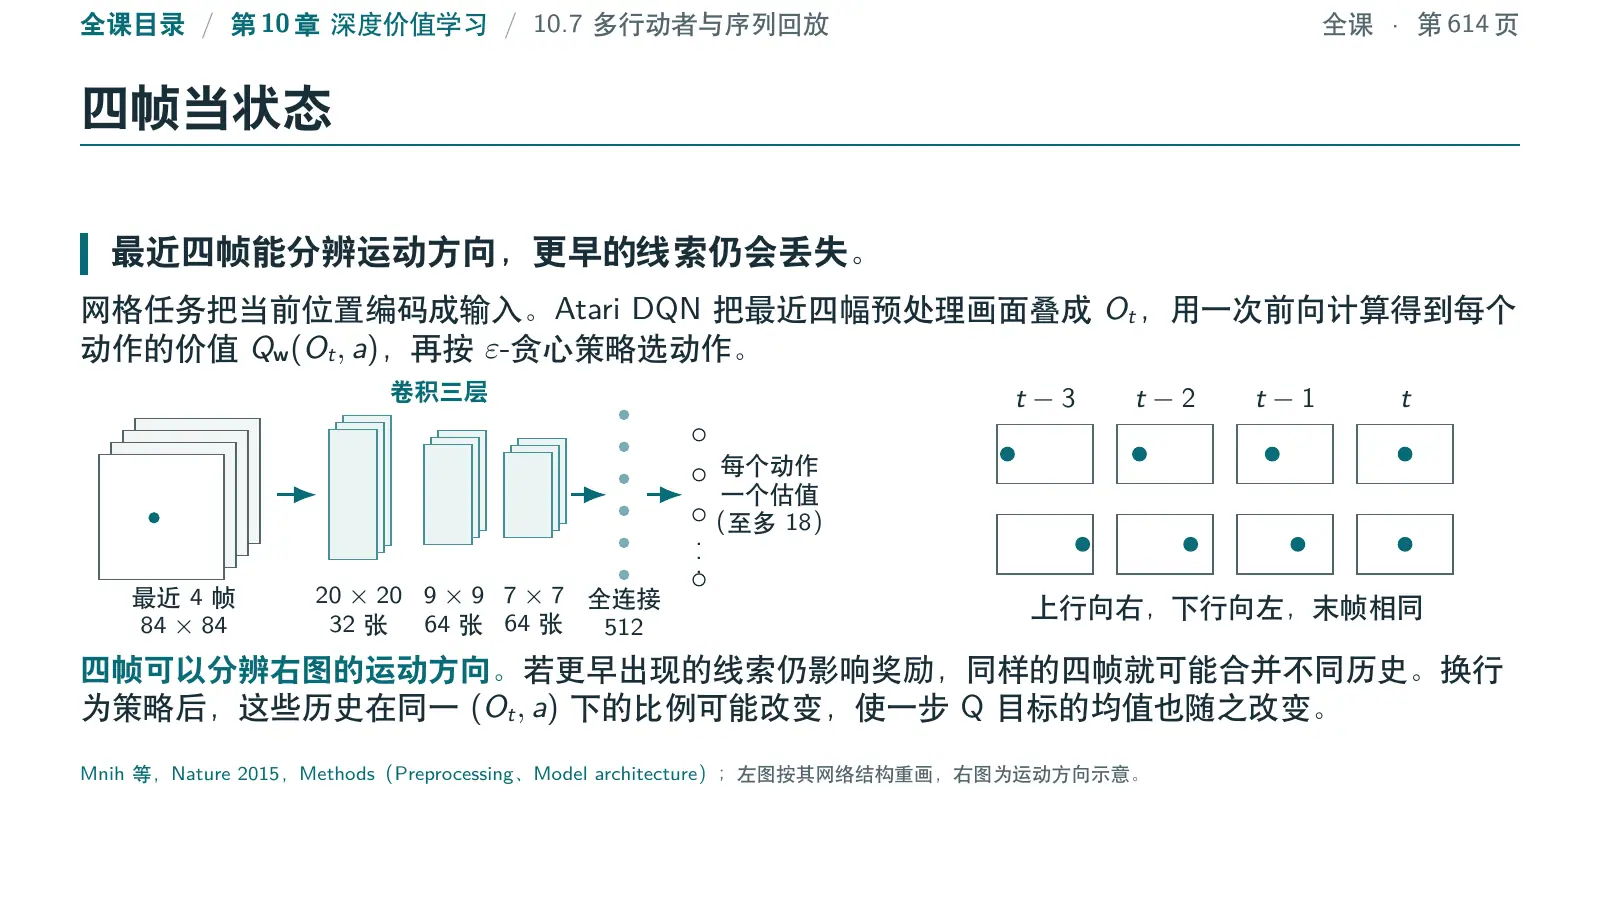 全课目录 / 第10章 深度价值学习 / 10.7 多行动者与序列回放
全课 · 第614页
四帧当状态
最近四帧能分辨运动方向，更早的线索仍会丢失。
网格任务把当前位置编码成输入。Atari DQN 把最近四幅预处理画面叠成 Oₜ，用一次前向计算得到每个
动作的价值 Q_w(Oₜ, a)，再按 ε-贪心策略选动作。
卷积三层
最近 4 帧
84 × 84
20 × 20
32 张
9 × 9
64 张
7 × 7
64 张
全连接
512
每个动作
一个估值
(至多 18)
t − 3 t − 2 t − 1 t
上行向右，下行向左，末帧相同
四帧可以分辨右图的运动方向。若更早出现的线索仍影响奖励，同样的四帧就可能合并不同历史。换行
为策略后，这些历史在同一 (Oₜ, a) 下的比例可能改变，使一步 Q 目标的均值也随之改变。
Mnih 等，Nature 2015，Methods（Preprocessing、Model architecture）；左图按其网络结构重画，右图为运动方向示意。